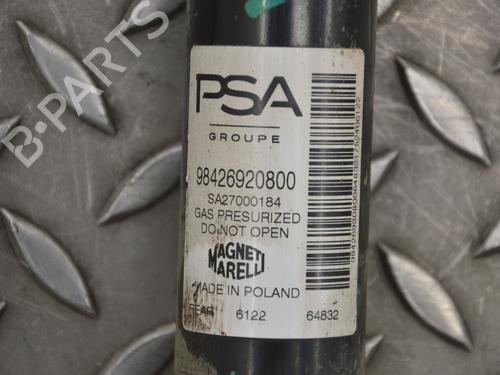 B-PARTS
PSA
GROUPE
98426920800
SA27000184
GAS PRESURIZED
DO NOT OPEN
MAGNETI
MARELLI
MADE IN POLAND
REAR 6122 64832